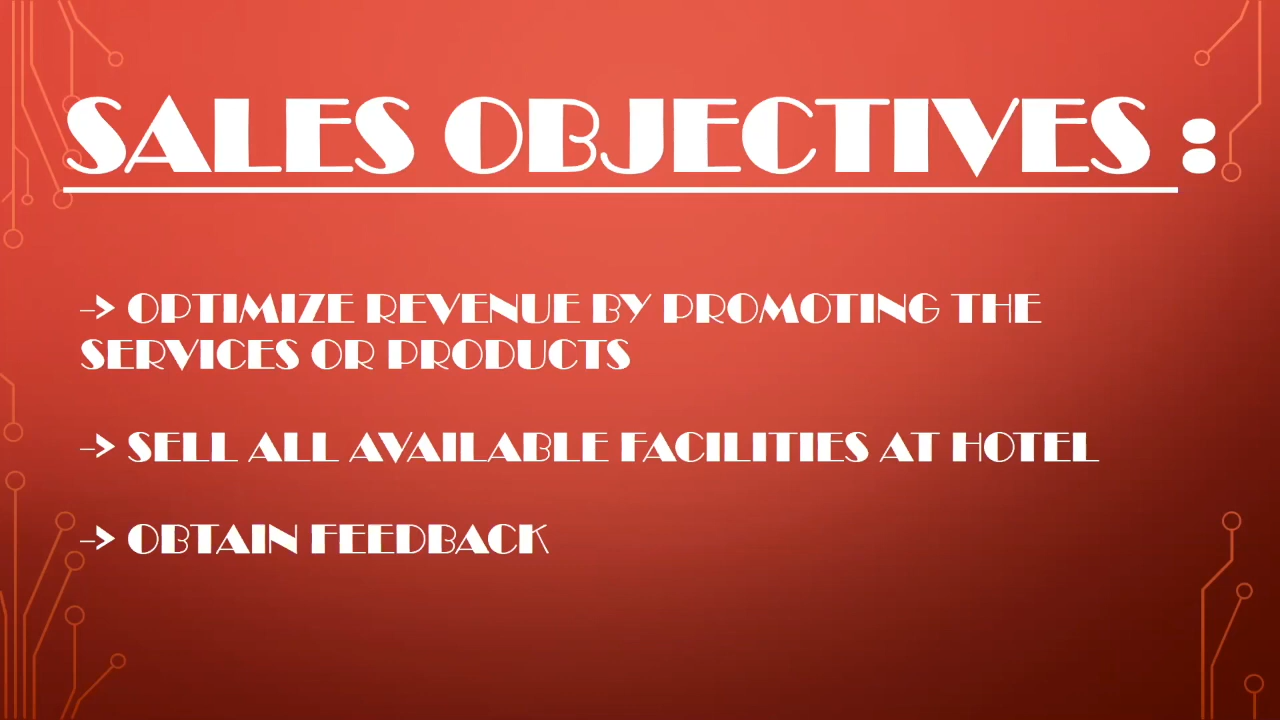 SALES OBJECTIVES :
-> OPTIMIZE REVENUE BY PROMOTING THE
SERVICES OR PRODUCTS
-> SELL ALL AVAILABLE FACILITIES AT HOTEL
-> OBTAIN FEEDBACK